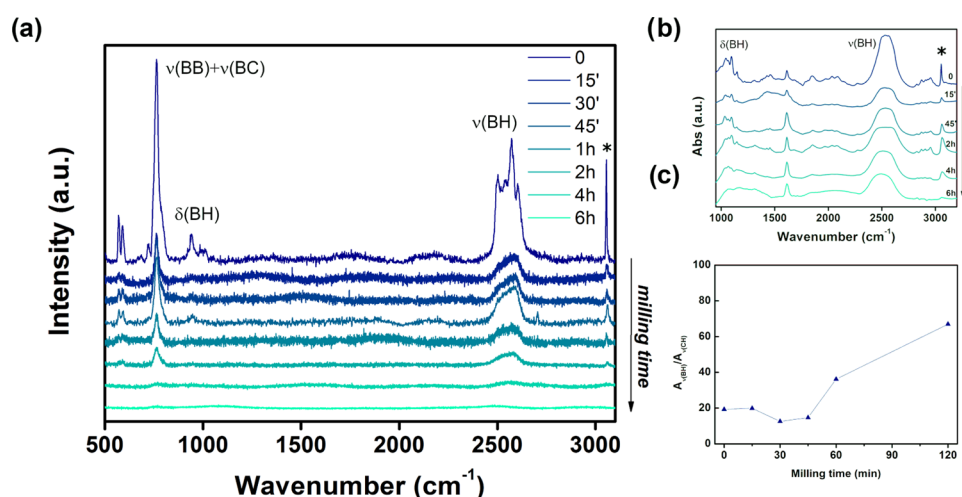 (a)
ν(BB)+ν(BC)
δ(BH)
ν(BH)
*
0
15'
30'
45'
1h
2h
4h
6h
milling time
Intensity (a.u.)
500 1000 1500 2000 2500 3000
Wavenumber (cm-1)
(b)
δ(BH)
ν(BH)
*
0
15'
45'
2h
4h
6h
Abs (a.u.)
1000 1500 2000 2500 3000
Wavenumber (cm-1)
(c)
100
80
60
40
20
0
Aν(BH)/Aν(CH)
0 30 60 90 120
Milling time (min)